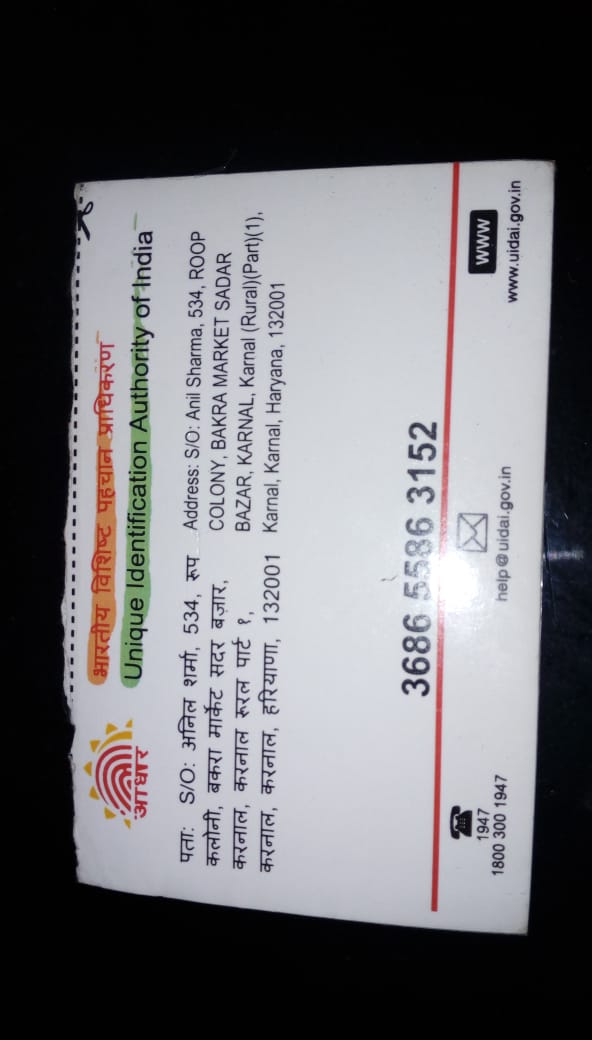 भारतीय विशिष्ट पहचान प्राधिकरण
Unique Identification Authority of India
आधार
पता: S/O: अनिल शर्मा, 534, रूप
कलोनी, बकरा मार्केट सदर बज़ार,
करनाल, करनाल रूरल पार्ट १,
करनाल, करनाल, हरियाणा, 132001
Address: S/O: Anil Sharma, 534, ROOP
COLONY, BAKRA MARKET SADAR
BAZAR, KARNAL, Karnal (Rural)(Part)(1),
Karnal, Karnal, Haryana, 132001
3686 5586 3152
1947
1800 300 1947
help@uidai.gov.in
WWW
www.uidai.gov.in